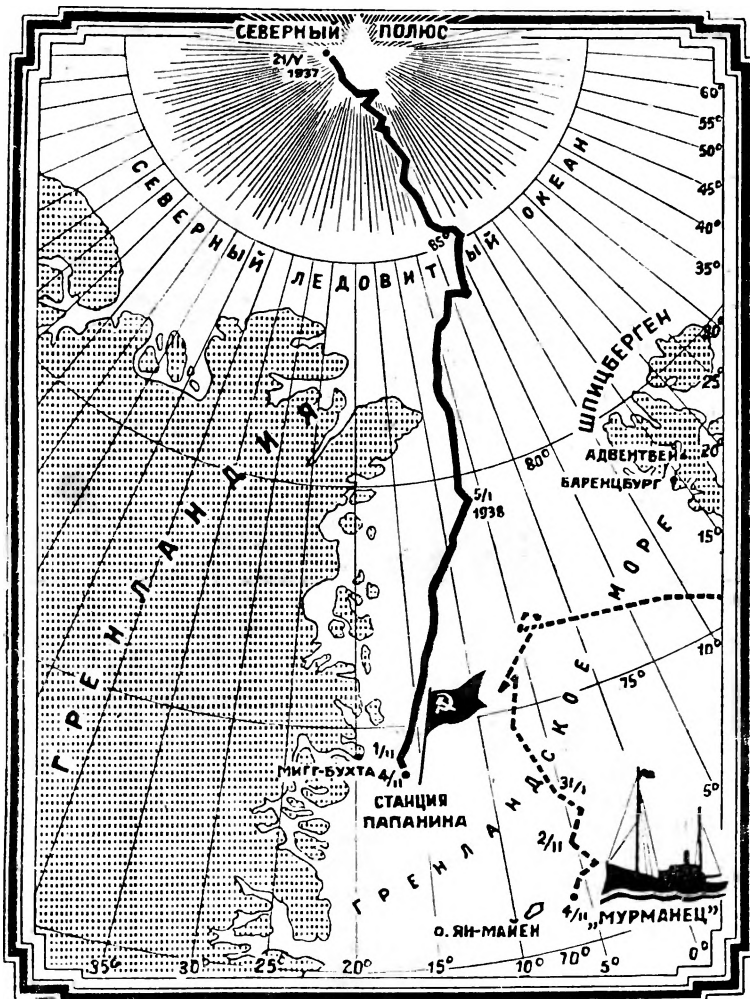 СЕВЕРНЫЙ ПОЛЮС
21/V
1937
60°
55°
50°
45°
40°
35°
30°
25°
20°
15°
10°
5°
0°
СЕВЕРНЫЙ ЛЕДОВИТЫЙ ОКЕАН
85°
ШПИЦБЕРГЕН
АДВЕНТВЕЙ
БАРЕНЦБУРГ
80°
5/I
1938
ГРЕНЛАНДИЯ
ГРЕНЛАНДСКОЕ МОРЕ
75°
1/II
МИГГ-БУХТА 4/II
СТАНЦИЯ
ПАПАНИНА
31/I
2/II
4/II
„МУРМАНЕЦ"
О. ЯН-МАЙЕН
35° 30° 25° 20° 15° 10° 70° 5°